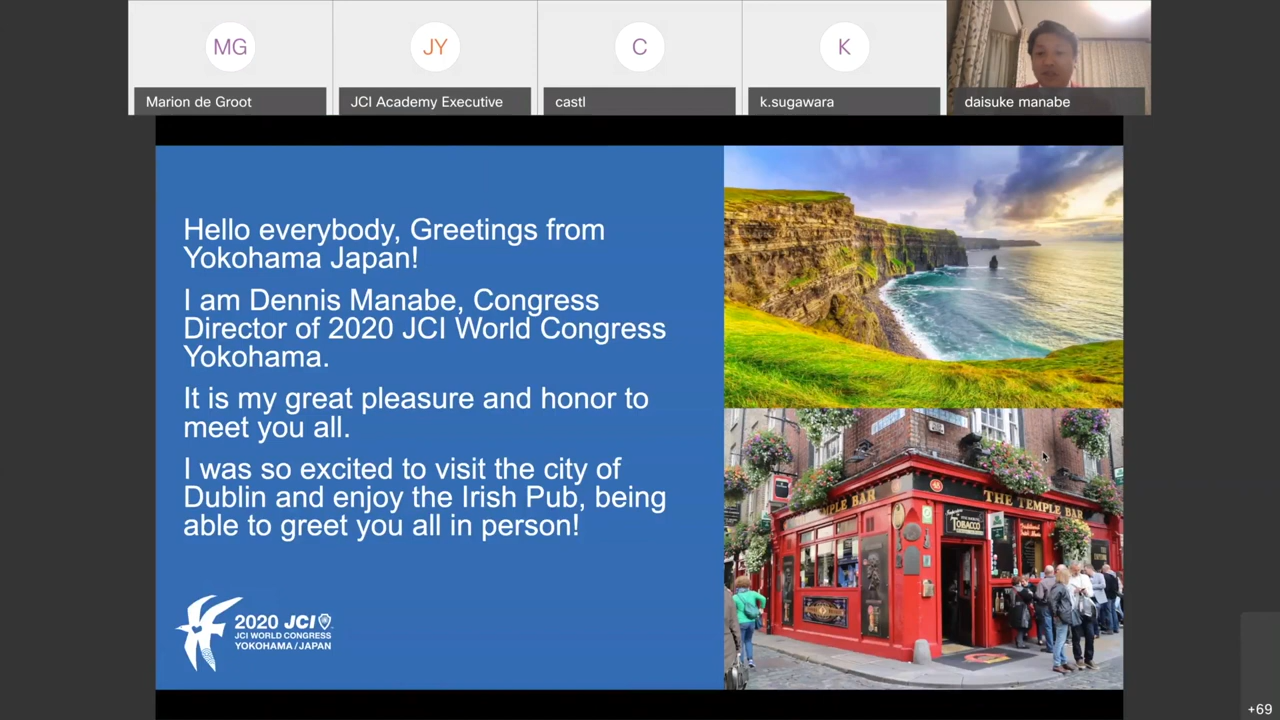 MG
JY
C
K
Marion de Groot
JCI Academy Executive
castl
k.sugawara
daisuke manabe
Hello everybody, Greetings from
Yokohama Japan!
I am Dennis Manabe, Congress
Director of 2020 JCI World Congress
Yokohama.
It is my great pleasure and honor to
meet you all.
I was so excited to visit the city of
Dublin and enjoy the Irish Pub, being
able to greet you all in person!
2020 JCI
JCI WORLD CONGRESS
YOKOHAMA/JAPAN
MPLE BAR
THE TEMPLE BAR
TOBACCO
+69